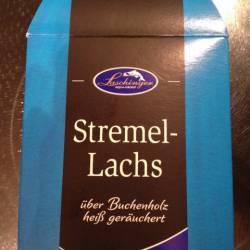 Laschinger
Stremel-
Lachs
über Buchenholz
heiß geräuchert